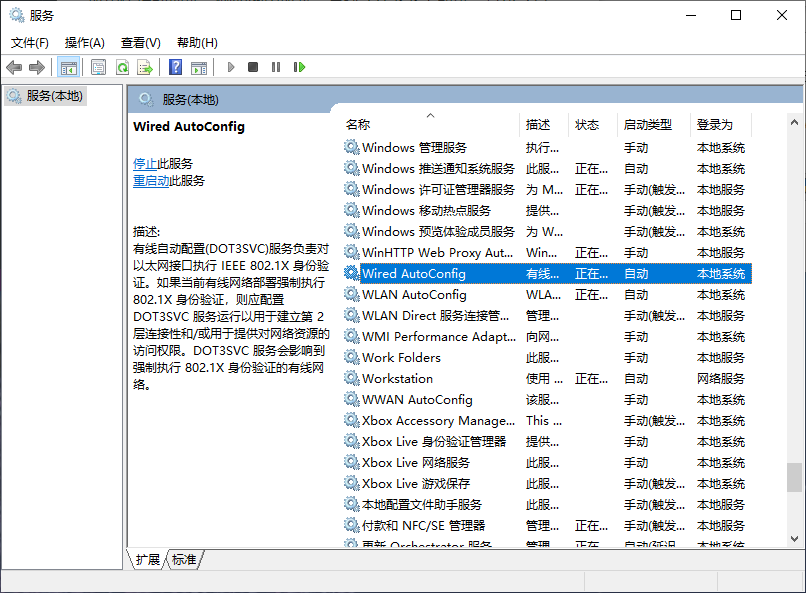 服务
文件(F) 操作(A) 查看(V) 帮助(H)
服务(本地)
服务(本地)
Wired AutoConfig
停止此服务
重启动此服务
描述:
有线自动配置(DOT3SVC)服务负责对
以太网接口执行 IEEE 802.1X 身份验
证。如果当前有线网络部署强制执行
802.1X 身份验证，则应配置
DOT3SVC 服务运行以用于建立第 2
层连接性和/或用于提供对网络资源的
访问权限。DOT3SVC 服务会影响到
强制执行 802.1X 身份验证的有线网
络。
名称 描述 状态 启动类型 登录为
Windows 管理服务 执行... 手动 本地系统
Windows 推送通知系统服务 此服... 正在... 自动 本地系统
Windows 许可证管理器服务 为 M... 正在... 手动(触发... 本地服务
Windows 移动热点服务 提供... 手动(触发... 本地服务
Windows 预览体验成员服务 为 W... 手动(触发... 本地系统
WinHTTP Web Proxy Aut... Win... 正在... 手动 本地服务
Wired AutoConfig 有线... 正在... 自动 本地系统
WLAN AutoConfig WLA... 正在... 自动 本地系统
WLAN Direct 服务连接管... 管理... 手动(触发... 本地服务
WMI Performance Adapt... 向网... 手动 本地系统
Work Folders 此服... 手动 本地服务
Workstation 使用 ... 正在... 自动 网络服务
WWAN AutoConfig 该服... 手动 本地系统
Xbox Accessory Manage... This ... 手动(触发... 本地系统
Xbox Live 身份验证管理器 提供... 手动 本地系统
Xbox Live 网络服务 此服... 手动 本地系统
Xbox Live 游戏保存 此服... 手动(触发... 本地系统
本地配置文件助手服务 此服... 手动(触发... 本地服务
付款和 NFC/SE 管理器 管理... 正在... 手动(触发... 本地服务
更新 Orchestrator 服务 管理... 正在... 自动(延迟... 本地系统
扩展 标准